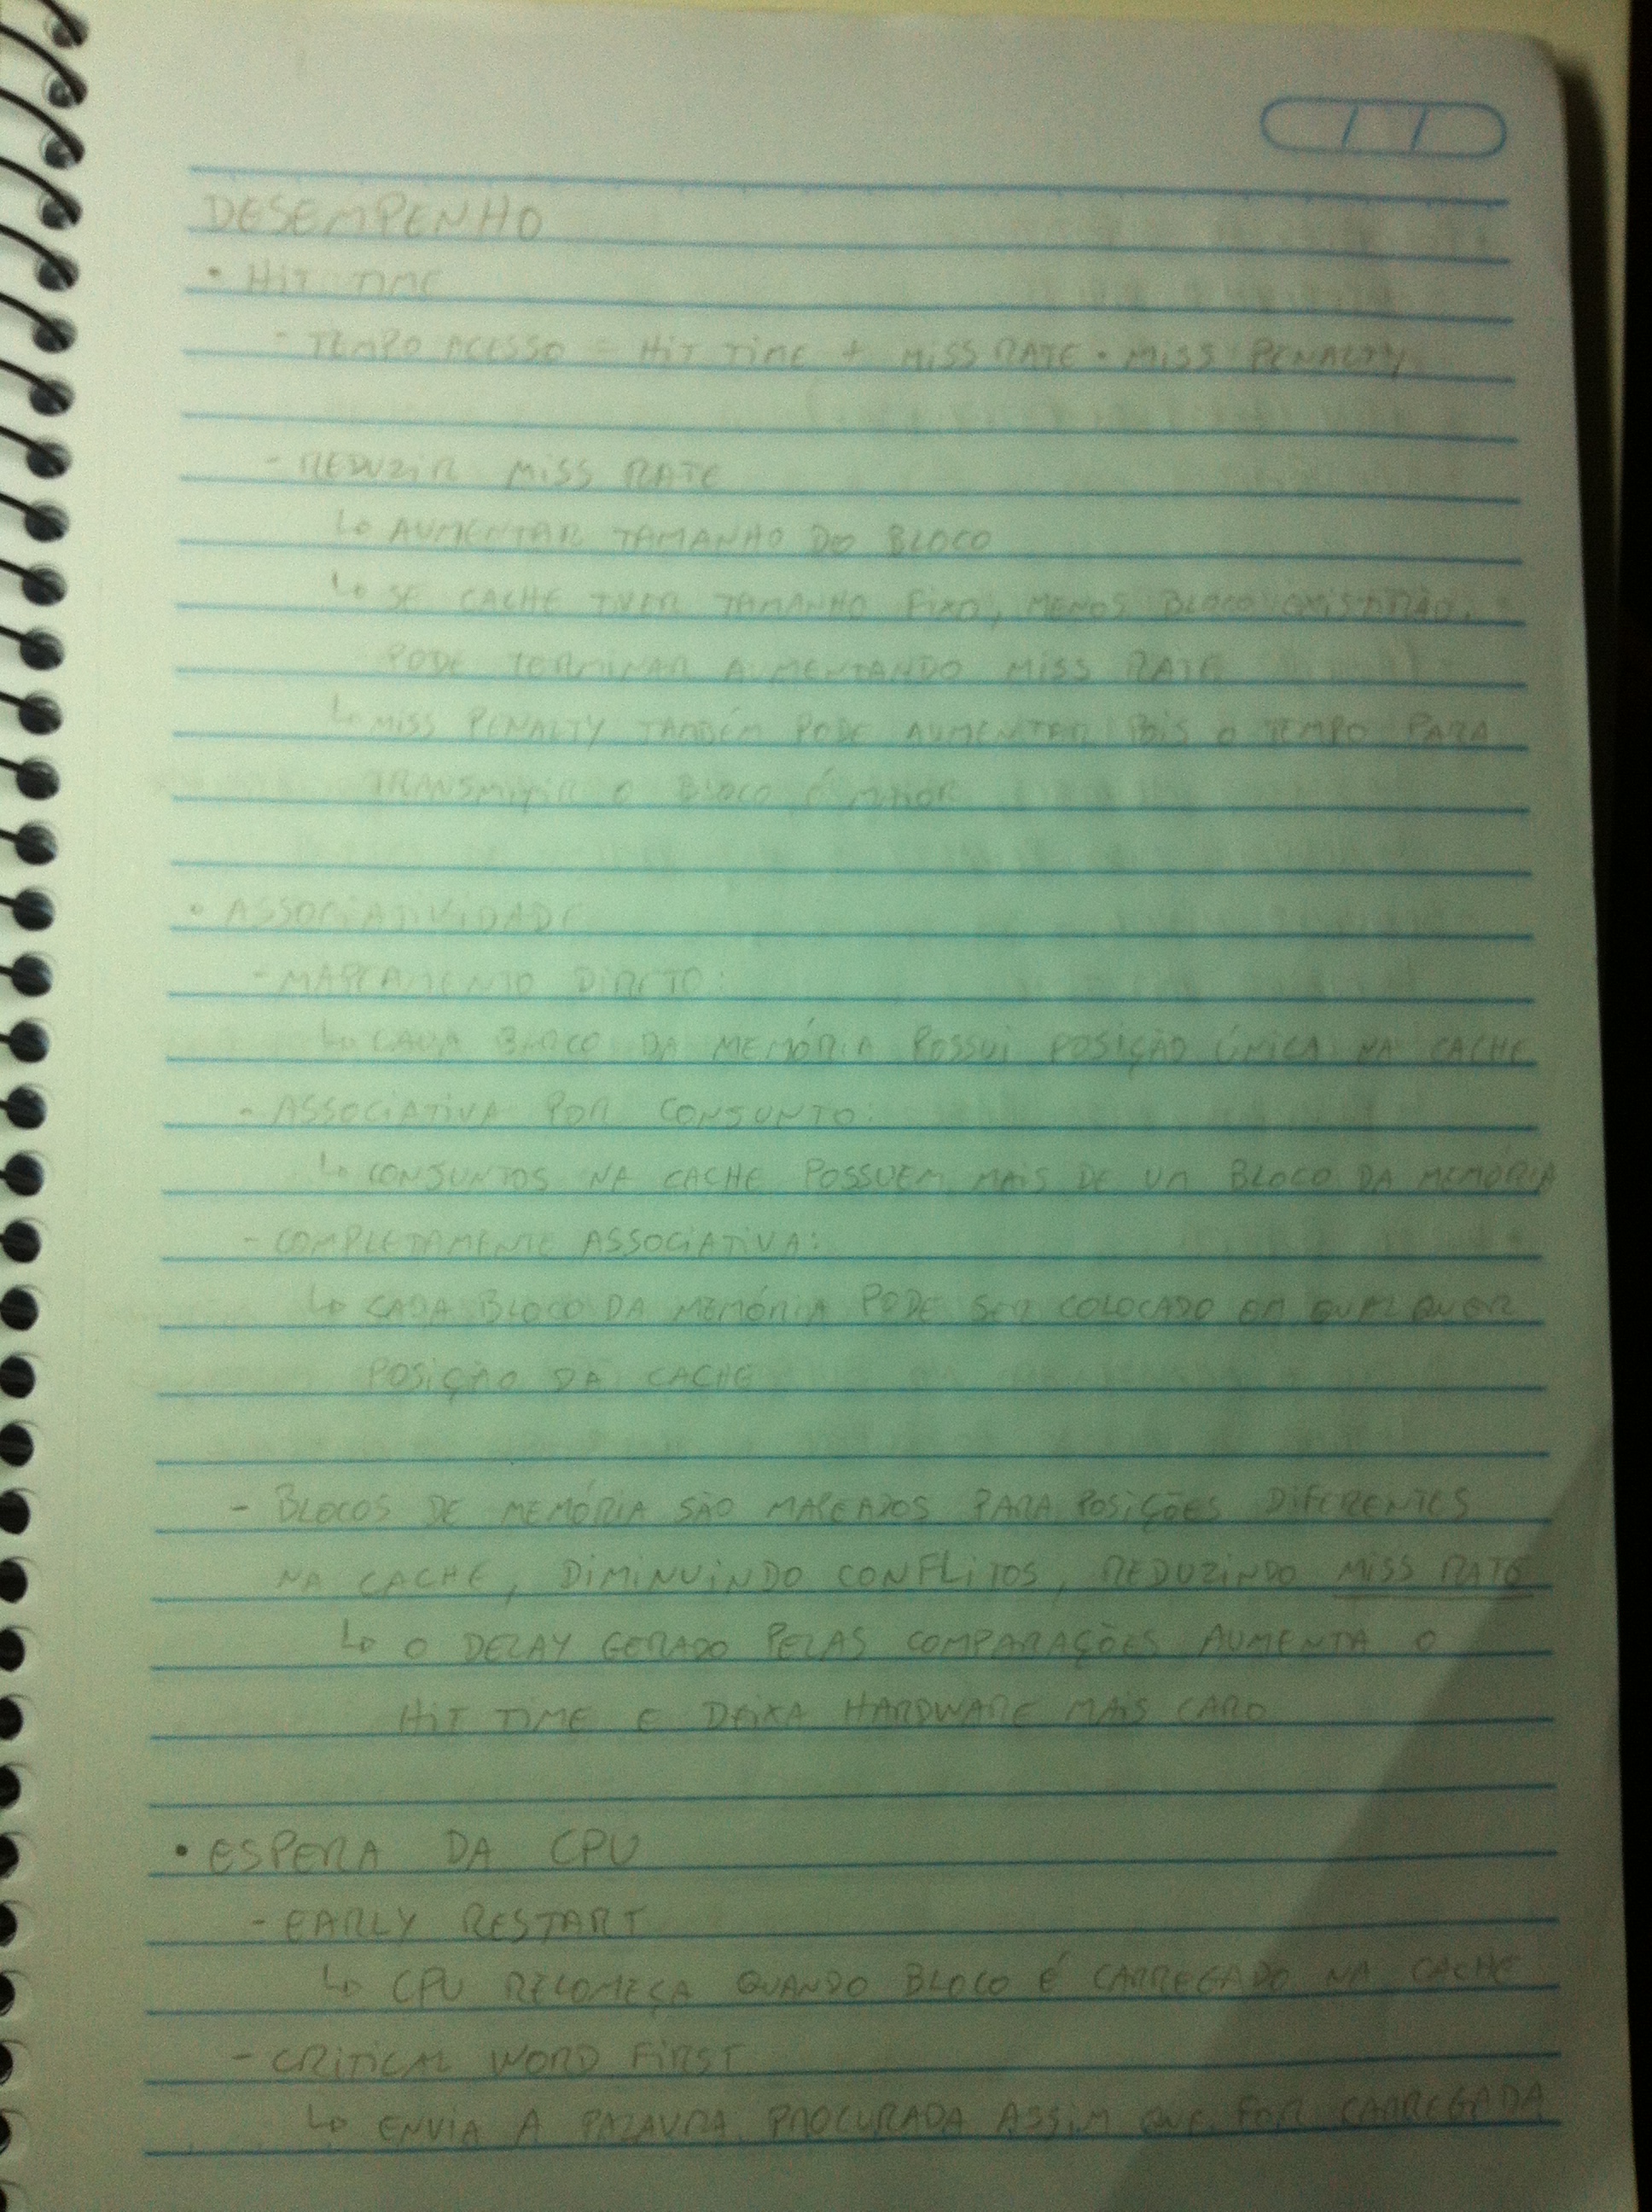 DESEMPENHO
• HIT TIME
- TEMPO ACESSO = HIT TIME + MISS RATE • MISS PENALTY
- REDUZIR MISS RATE
↳ AUMENTAR TAMANHO DO BLOCO
↳ SE CACHE TIVER TAMANHO FIXO, MENOS BLOCO EXISTIRÃO.
PODE TERMINAR AUMENTANDO MISS RATE
↳ MISS PENALTY TAMBÉM PODE AUMENTAR POIS O TEMPO PARA
TRANSMITIR O BLOCO É MAIOR
• ASSOCIATIVIDADE
- MAPEAMENTO DIRETO:
↳ CADA BLOCO DA MEMÓRIA POSSUI POSIÇÃO ÚNICA NA CACHE
- ASSOCIATIVA POR CONJUNTO:
↳ CONJUNTOS NA CACHE POSSUEM MAIS DE UM BLOCO DA MEMÓRIA
- COMPLETAMENTE ASSOCIATIVA:
↳ CADA BLOCO DA MEMÓRIA PODE SER COLOCADO EM QUALQUER
POSIÇÃO DA CACHE
- BLOCOS DE MEMÓRIA SÃO MAPEADOS PARA POSIÇÕES DIFERENTES
NA CACHE, DIMINUINDO CONFLITOS, REDUZINDO MISS RATE
↳ O DELAY GERADO PELAS COMPARAÇÕES AUMENTA O
HIT TIME E DEIXA HARDWARE MAIS CARO
• ESPERA DA CPU
- EARLY RESTART
↳ CPU RECOMEÇA QUANDO BLOCO É CARREGADO NA CACHE
- CRITICAL WORD FIRST
↳ ENVIA A PALAVRA PROCURADA ASSIM QUE FOR CARREGADA